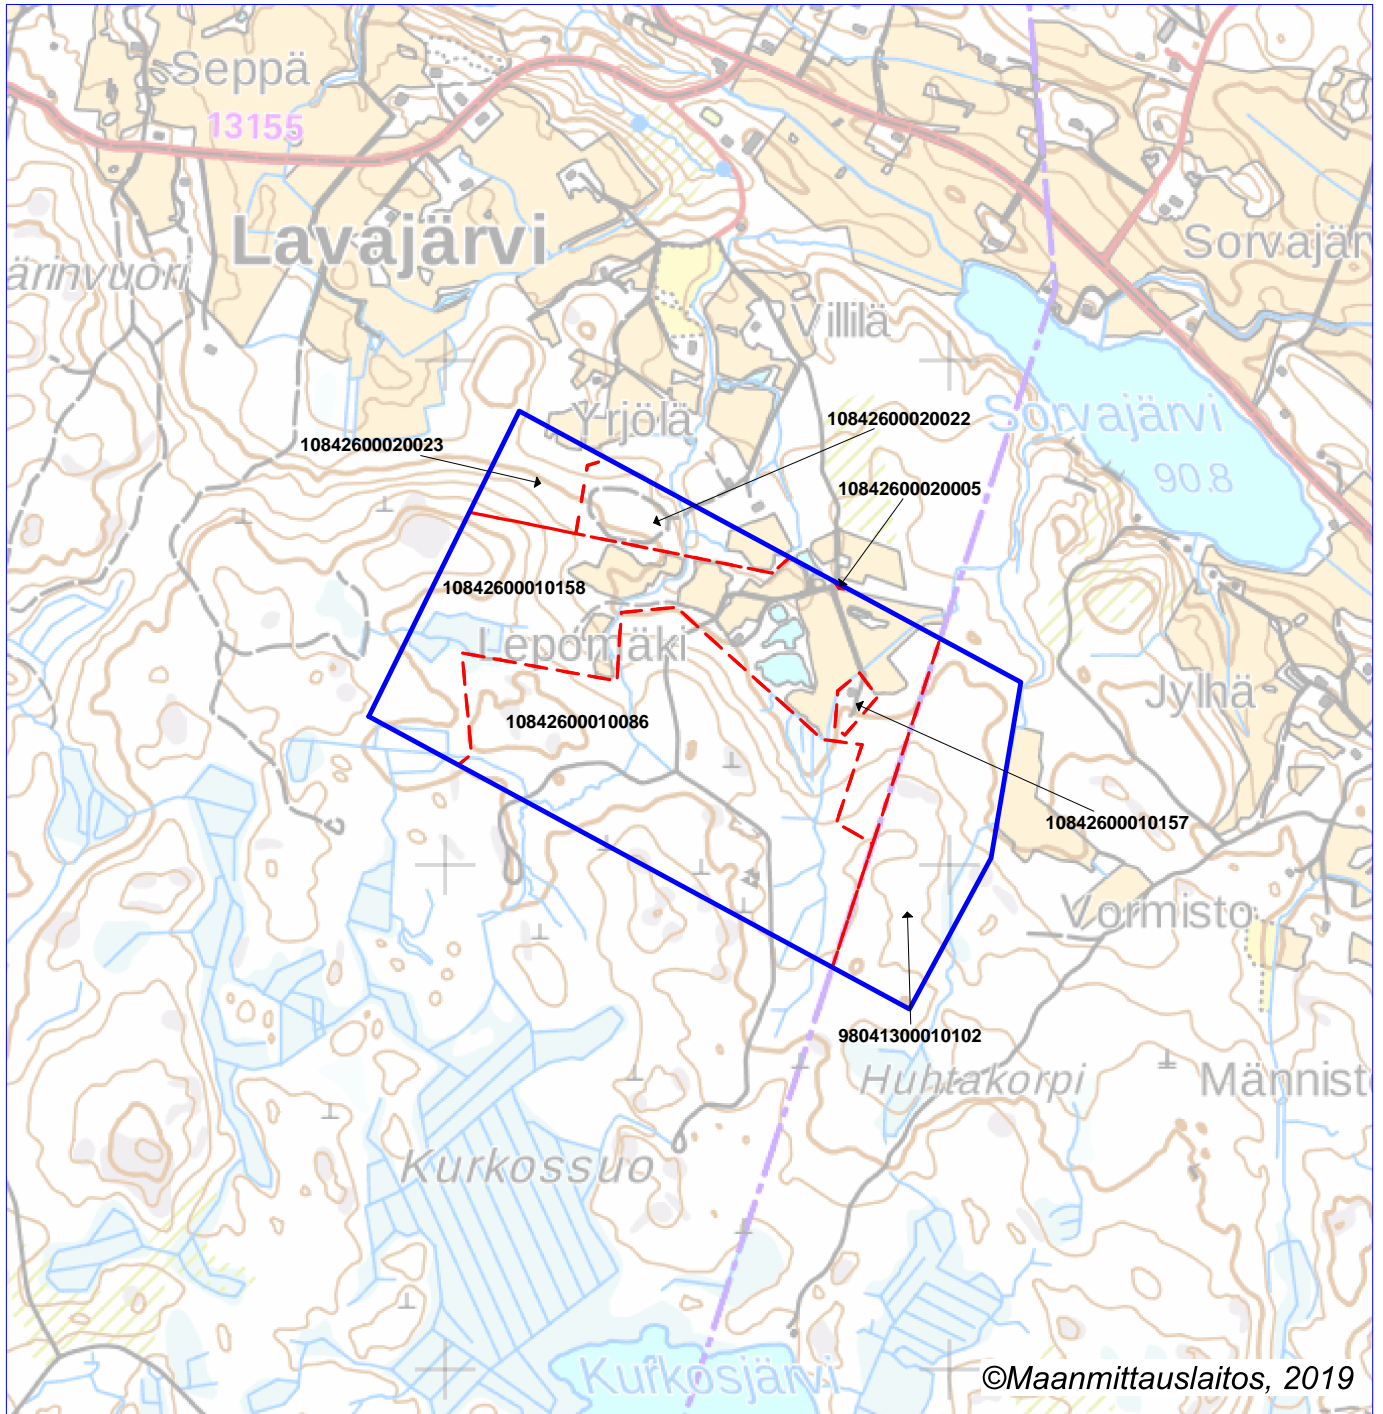 Seppä
13155
Lavajärvi
ärinvuori
Sorvajär
Villilä
Yrjölä
Sorvajärvi
90.8
10842600020022
10842600020023
10842600020005
10842600010158
Lepomäki
10842600010086
Jylhä
10842600010157
Vormisto
98041300010102
Huhtakorpi
Männist
Kurkossuo
Kurkosjärvi
©Maanmittauslaitos, 2019